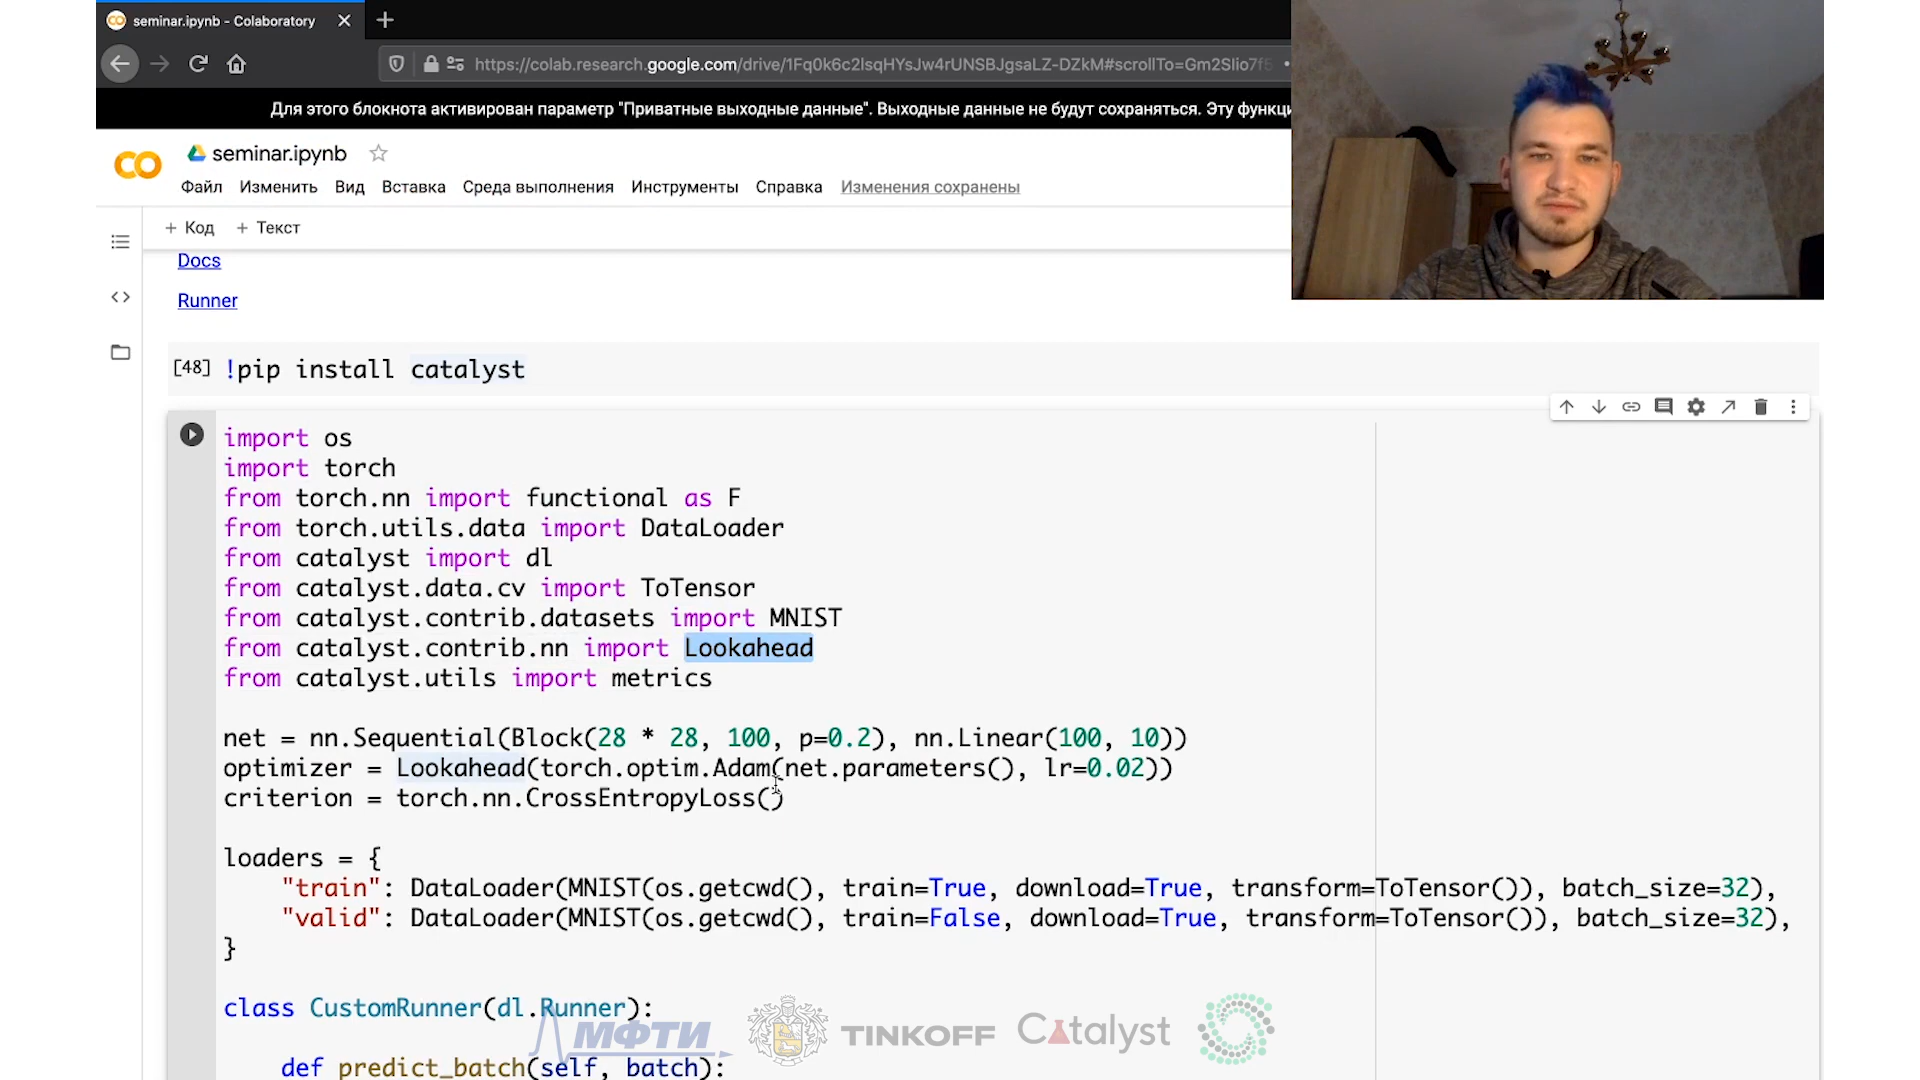 seminar.ipynb - Colaboratory
https://colab.research.google.com/drive/1Fq0k6c2lsqHYsJw4rUNSBJgsaLZ-DZkM#scrollTo=Gm2Slio7f5
Для этого блокнота активирован параметр "Приватные выходные данные". Выходные данные не будут сохраняться. Эту функци
CO seminar.ipynb
Файл Изменить Вид Вставка Среда выполнения Инструменты Справка Изменения сохранены
+ Код + Текст
Docs
Runner
[48] !pip install catalyst
import os
import torch
from torch.nn import functional as F
from torch.utils.data import DataLoader
from catalyst import dl
from catalyst.data.cv import ToTensor
from catalyst.contrib.datasets import MNIST
from catalyst.contrib.nn import Lookahead
from catalyst.utils import metrics
net = nn.Sequential(Block(28 * 28, 100, p=0.2), nn.Linear(100, 10))
optimizer = Lookahead(torch.optim.Adam(net.parameters(), lr=0.02))
criterion = torch.nn.CrossEntropyLoss()
loaders = {
"train": DataLoader(MNIST(os.getcwd(), train=True, download=True, transform=ToTensor()), batch_size=32),
"valid": DataLoader(MNIST(os.getcwd(), train=False, download=True, transform=ToTensor()), batch_size=32),
}
class CustomRunner(dl.Runner):
МФТИ TINKOFF Catalyst
def predict_batch(self, batch):